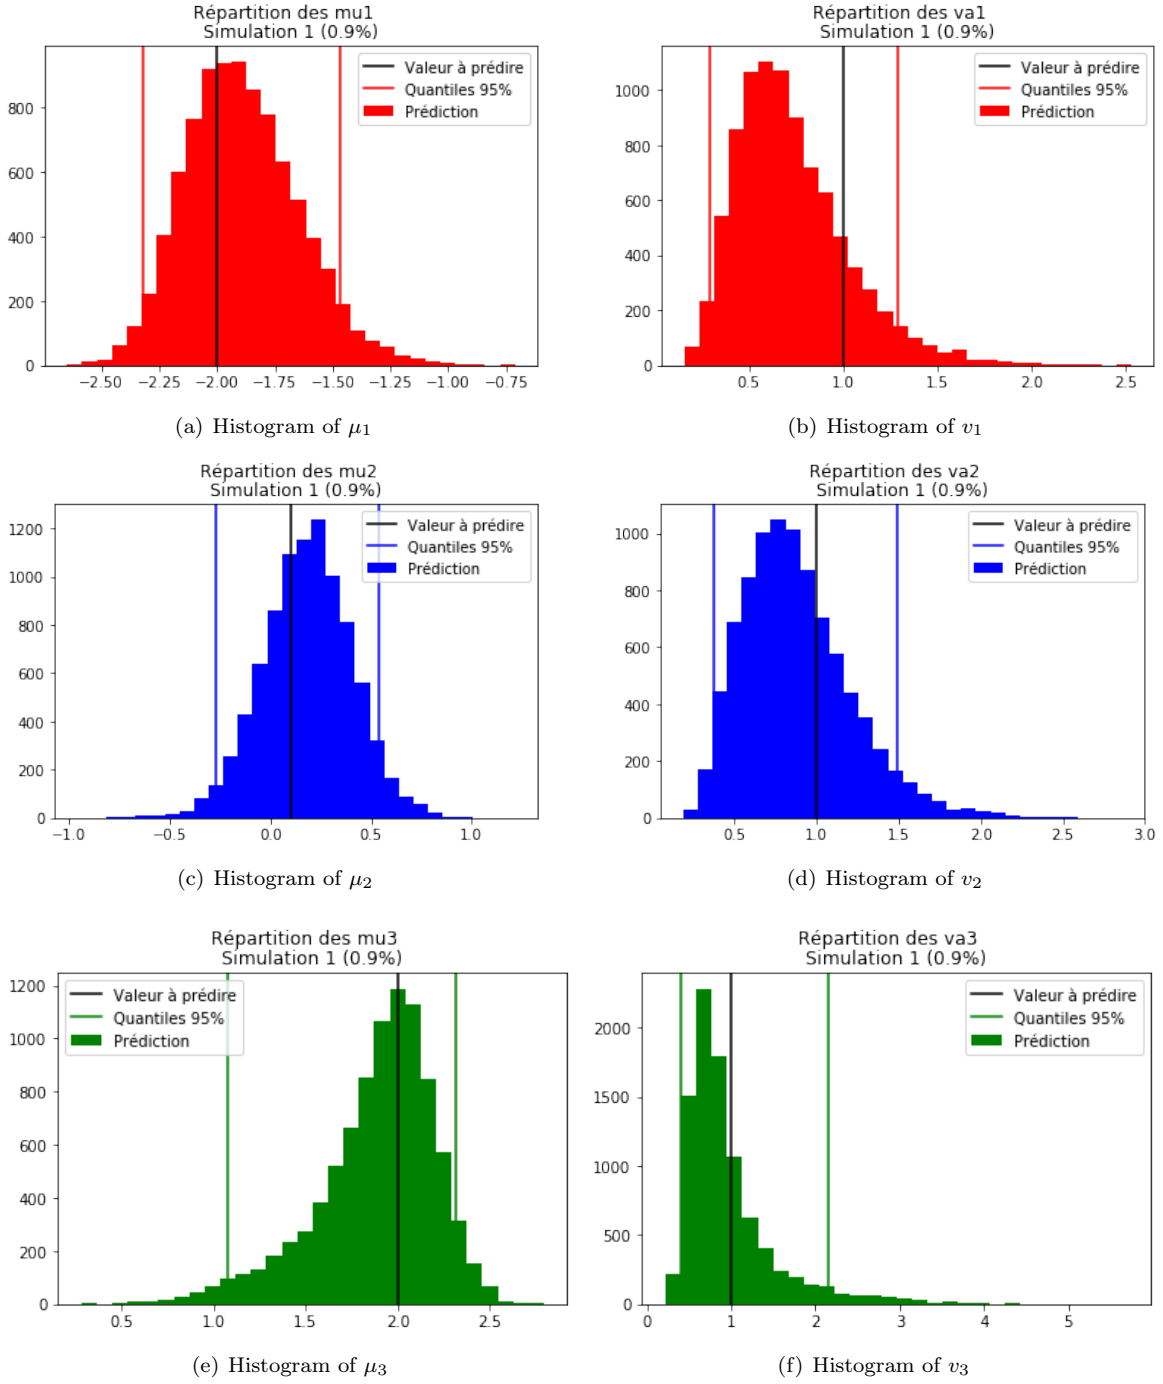 Répartition des mu1
Simulation 1 (0.9%)
Valeur à prédire
Quantiles 95%
Prédiction
800
600
400
200
0
−2.50 −2.25 −2.00 −1.75 −1.50 −1.25 −1.00 −0.75
(a) Histogram of μ1
Répartition des va1
Simulation 1 (0.9%)
Valeur à prédire
Quantiles 95%
Prédiction
1000
800
600
400
200
0
0.5 1.0 1.5 2.0 2.5
(b) Histogram of v1
Répartition des mu2
Simulation 1 (0.9%)
Valeur à prédire
Quantiles 95%
Prédiction
1200
1000
800
600
400
200
0
−1.0 −0.5 0.0 0.5 1.0
(c) Histogram of μ2
Répartition des va2
Simulation 1 (0.9%)
Valeur à prédire
Quantiles 95%
Prédiction
1000
800
600
400
200
0
0.5 1.0 1.5 2.0 2.5 3.0
(d) Histogram of v2
Répartition des mu3
Simulation 1 (0.9%)
Valeur à prédire
Quantiles 95%
Prédiction
1200
1000
800
600
400
200
0
0.5 1.0 1.5 2.0 2.5
(e) Histogram of μ3
Répartition des va3
Simulation 1 (0.9%)
Valeur à prédire
Quantiles 95%
Prédiction
2000
1500
1000
500
0
0 1 2 3 4 5
(f) Histogram of v3